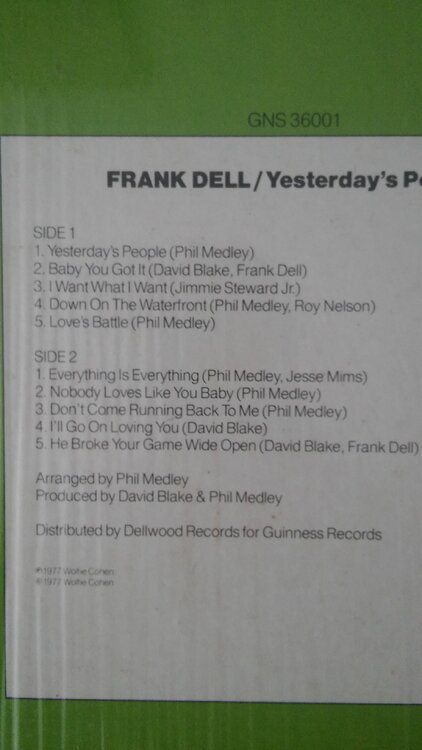 GNS 36001
FRANK DELL / Yesterday's
SIDE 1
1. Yesterday's People (Phil Medley)
2. Baby You Got It (David Blake, Frank Dell)
3. I Want What I Want (Jimmie Steward Jr.)
4. Down On The Waterfront (Phil Medley, Roy Nelson)
5. Love's Battle (Phil Medley)
SIDE 2
1. Everything Is Everything (Phil Medley, Jesse Mims)
2. Nobody Loves Like You Baby (Phil Medley)
3. Don't Come Running Back To Me (Phil Medley)
4. I'll Go On Loving You (David Blake)
5. He Broke Your Game Wide Open (David Blake, Frank Dell)
Arranged by Phil Medley
Produced by David Blake & Phil Medley
Distributed by Dellwood Records for Guinness Records
℗1977 Wolfie Cohen
©1977 Wolfie Cohen